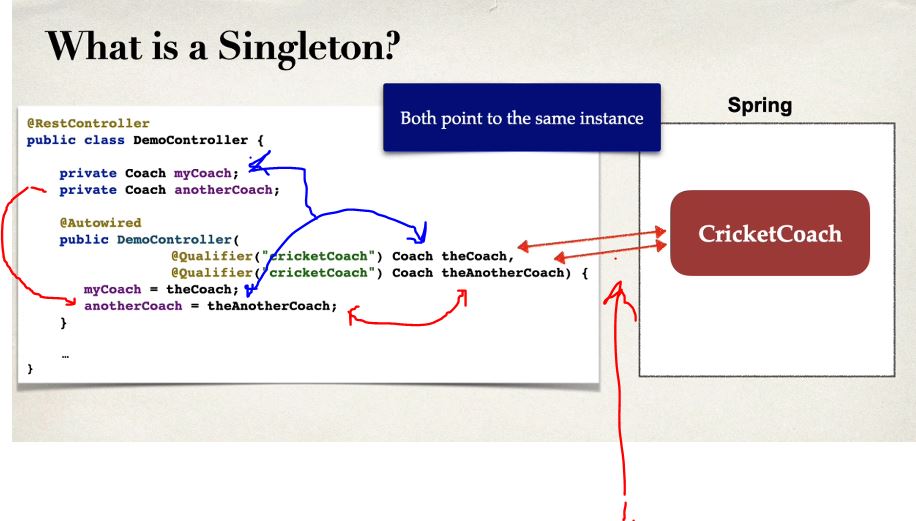 What is a Singleton?
Both point to the same instance
Spring
@RestController
public class DemoController {
private Coach myCoach;
private Coach anotherCoach;
@Autowired
public DemoController(
@Qualifier("cricketCoach") Coach theCoach,
@Qualifier("cricketCoach") Coach theAnotherCoach) {
myCoach = theCoach;
anotherCoach = theAnotherCoach;
}
…
}
CricketCoach